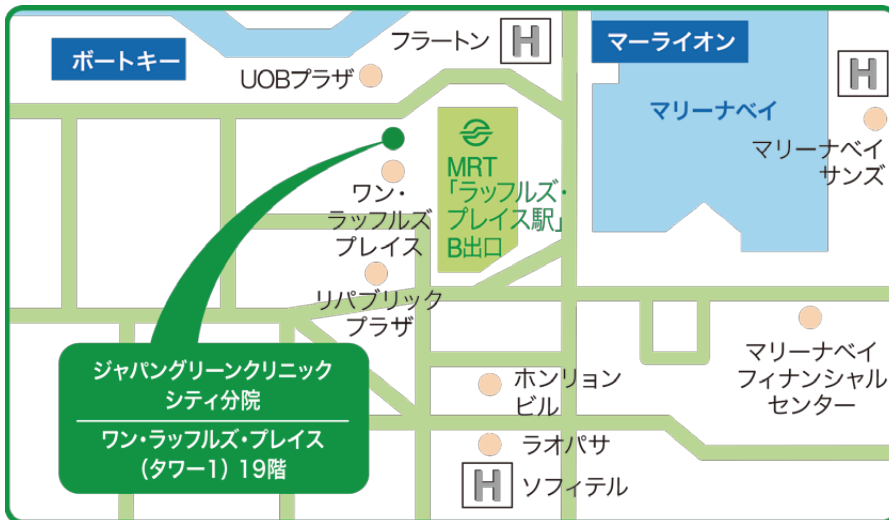 ボートキー
フラートン
H
マーライオン
H
UOBプラザ
マリーナベイ
マリーナベイ
サンズ
MRT
「ラッフルズ・
プレイス駅」
B出口
ワン・
ラッフルズ
プレイス
リパブリック
プラザ
ジャパングリーンクリニック
シティ分院
ワン・ラッフルズ・プレイス
(タワー1) 19階
ホンリョン
ビル
マリーナベイ
フィナンシャル
センター
ラオパサ
H
ソフィテル